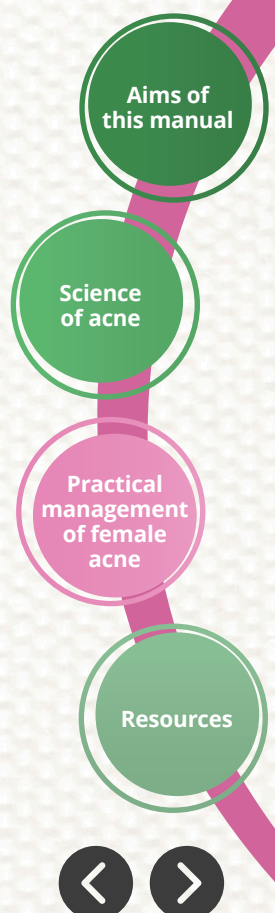 Aims of
this manual
Science
of acne
Practical
management
of female
acne
Resources